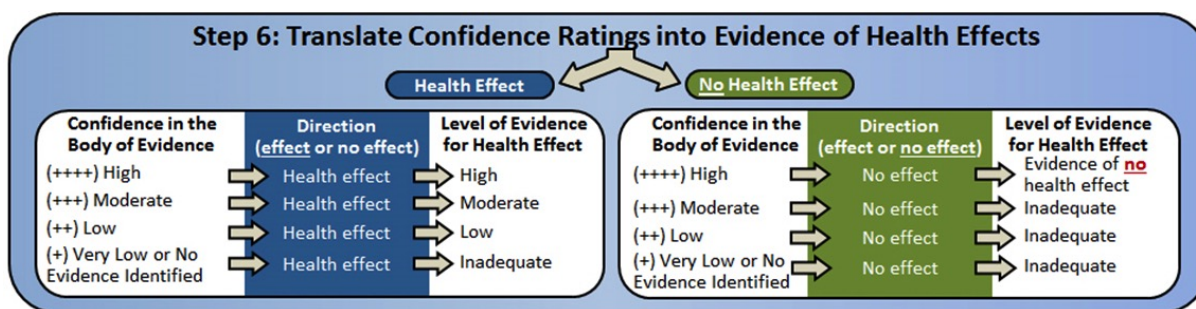 Step 6: Translate Confidence Ratings into Evidence of Health Effects
Health Effect
No Health Effect
Confidence in the
Body of Evidence
Direction
(effect or no effect)
Level of Evidence
for Health Effect
(++++) High
Health effect
High
(+++) Moderate
Health effect
Moderate
(++) Low
Health effect
Low
(+) Very Low or No
Evidence Identified
Health effect
Inadequate
Confidence in the
Body of Evidence
Direction
(effect or no effect)
Level of Evidence
for Health Effect
(++++) High
No effect
Evidence of no
health effect
(+++) Moderate
No effect
Inadequate
(++) Low
No effect
Inadequate
(+) Very Low or No
Evidence Identified
No effect
Inadequate